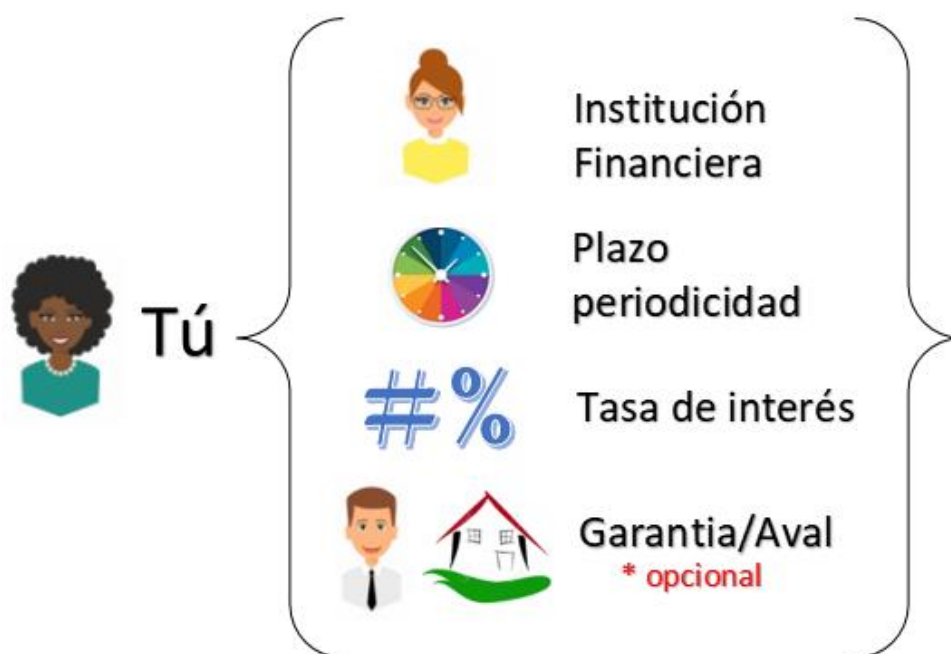 Institución
Financiera
Plazo
periodicidad
Tú
#%
Tasa de interés
Garantia/Aval
* opcional